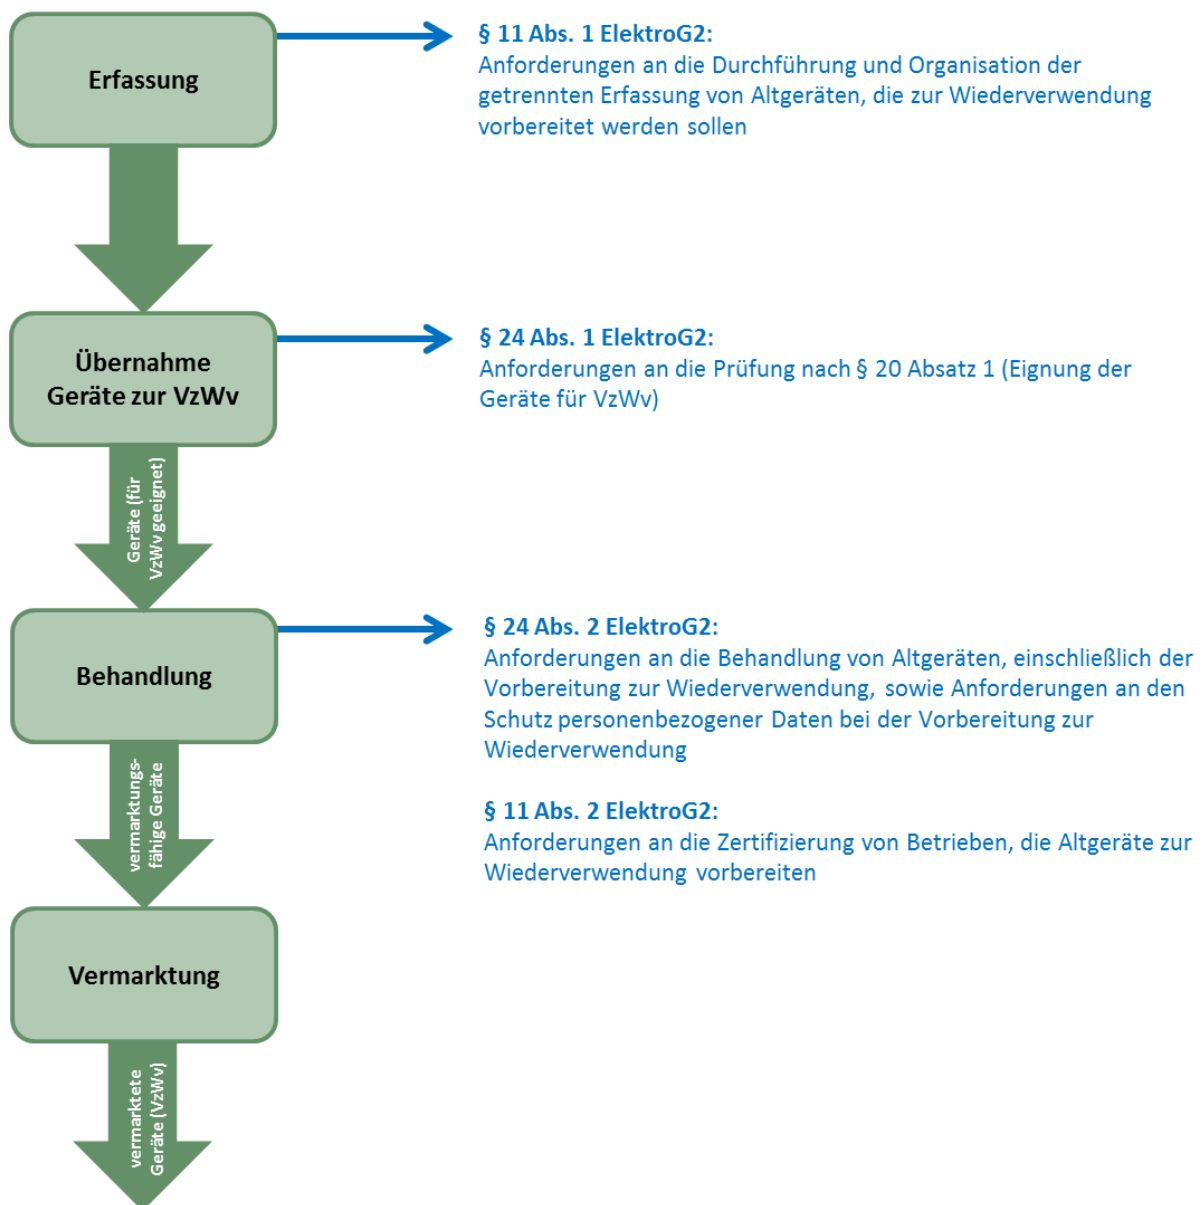 Erfassung
§ 11 Abs. 1 ElektroG2:
Anforderungen an die Durchführung und Organisation der
getrennten Erfassung von Altgeräten, die zur Wiederverwendung
vorbereitet werden sollen
Übernahme
Geräte zur VzWv
§ 24 Abs. 1 ElektroG2:
Anforderungen an die Prüfung nach § 20 Absatz 1 (Eignung der
Geräte für VzWv)
Geräte (für
VzWv geeignet)
Behandlung
§ 24 Abs. 2 ElektroG2:
Anforderungen an die Behandlung von Altgeräten, einschließlich der
Vorbereitung zur Wiederverwendung, sowie Anforderungen an den
Schutz personenbezogener Daten bei der Vorbereitung zur
Wiederverwendung
§ 11 Abs. 2 ElektroG2:
Anforderungen an die Zertifizierung von Betrieben, die Altgeräte zur
Wiederverwendung vorbereiten
vermarktungs-
fähige Geräte
Vermarktung
vermarktete
Geräte (VzWv)